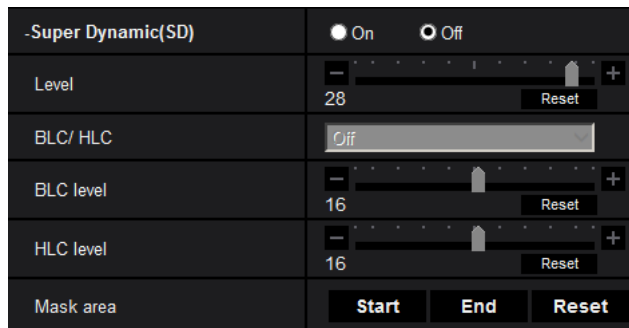 -Super Dynamic(SD) On Off
Level - +
28 Reset
BLC/ HLC Off
BLC level - +
16 Reset
HLC level - +
16 Reset
Mask area Start End Reset